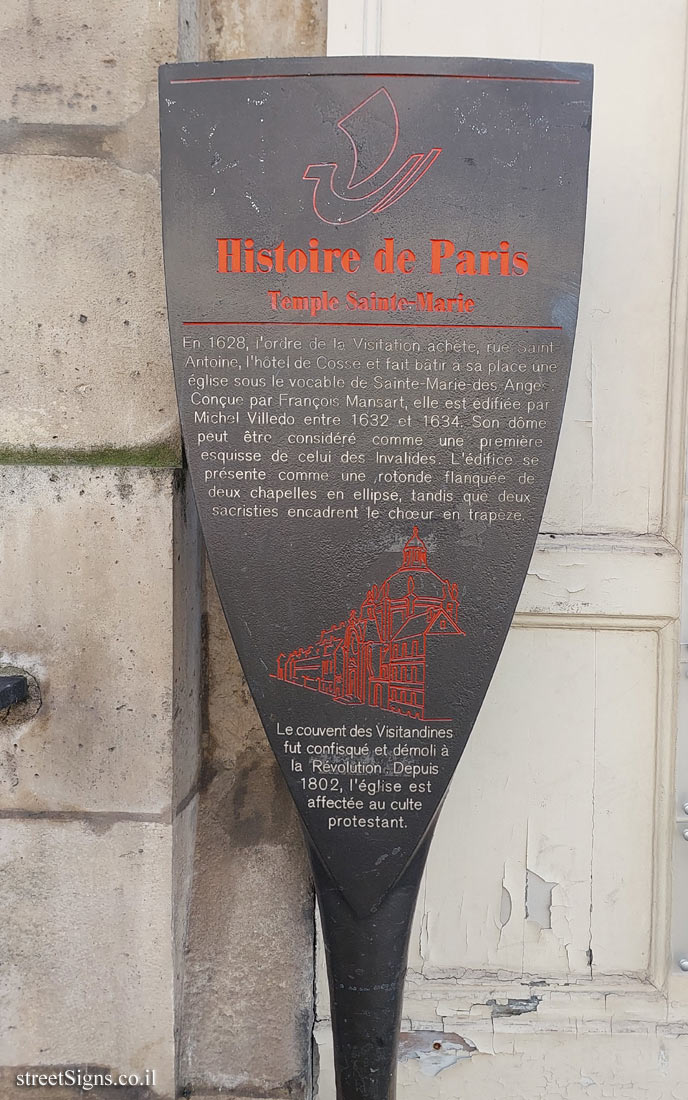 Histoire de Paris
Temple Sainte-Marie
En 1628, l'ordre de la Visitation achète, rue Saint-
Antoine, l'hôtel de Cossé et fait bâtir à sa place une
église sous le vocable de Sainte-Marie-des-Anges.
Conçue par François Mansart, elle est édifiée par
Michel Villedo entre 1632 et 1634. Son dôme
peut être considéré comme une première
esquisse de celui des Invalides. L'édifice se
présente comme une rotonde flanquée de
deux chapelles en ellipse, tandis que deux
sacristies encadrent le chœur en trapèze.
Le couvent des Visitandines
fut confisqué et démoli à
la Révolution. Depuis
1802, l'église est
affectée au culte
protestant.
streetSigns.co.il